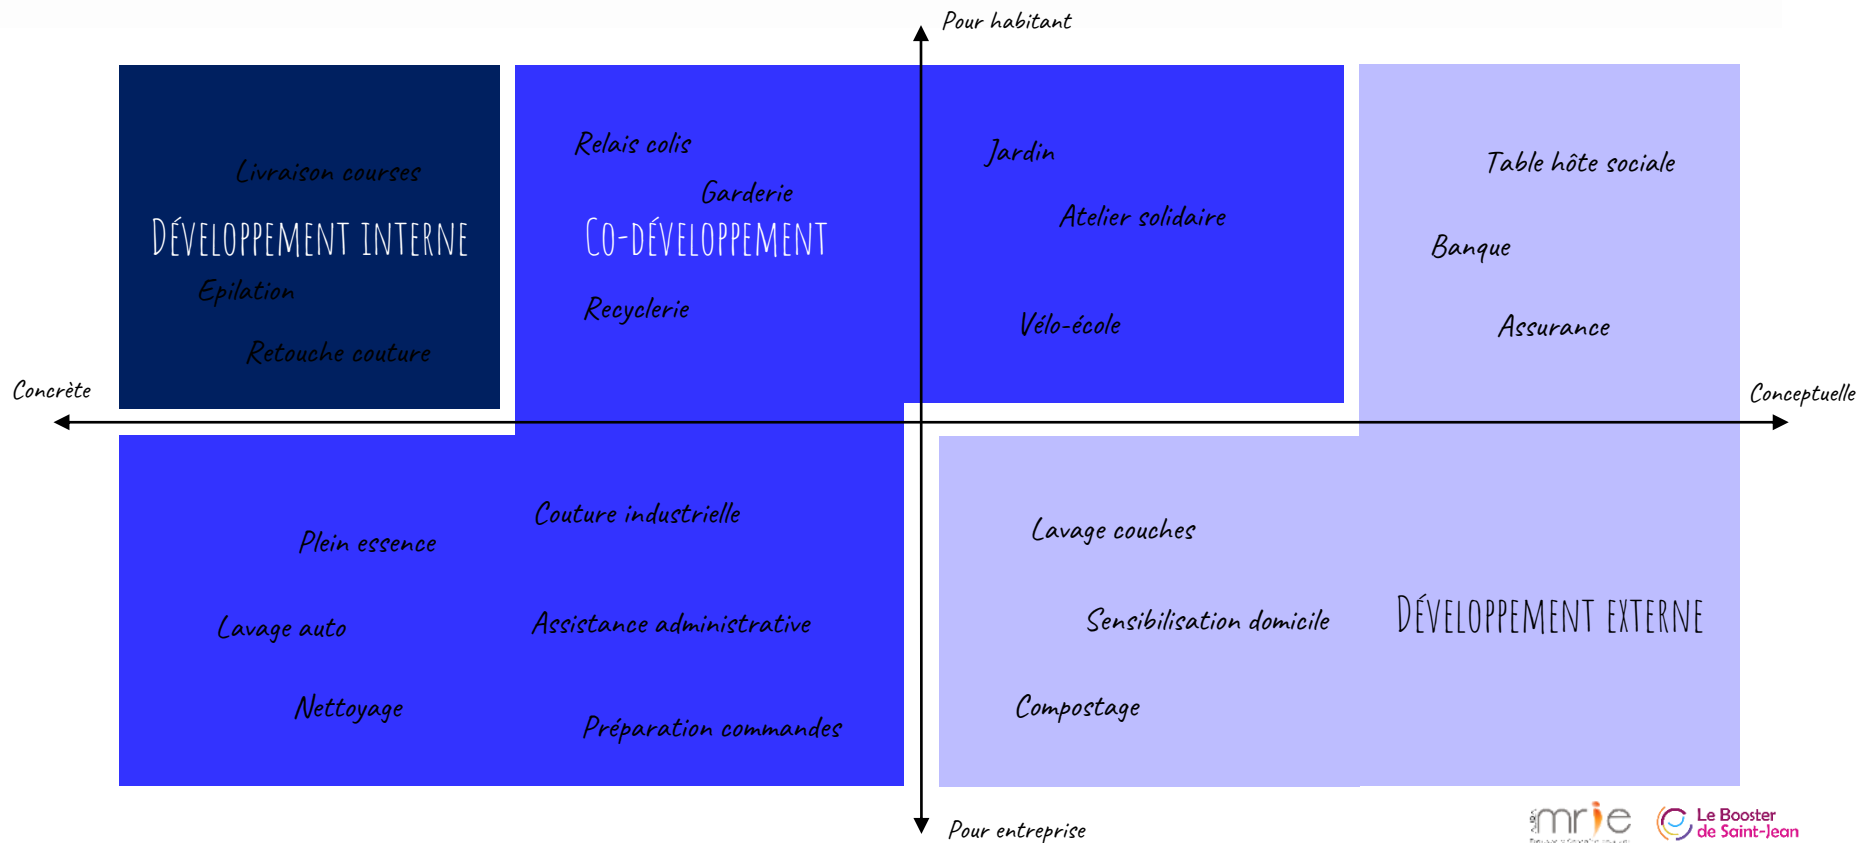 Pour habitant
Livraison courses
Développement interne
Epilation
Retouche couture
Relais colis
Garderie
Co-développement
Recyclerie
Jardin
Atelier solidaire
Vélo-école
Table hôte sociale
Banque
Assurance
Concrète
Conceptuelle
Plein essence
Lavage auto
Nettoyage
Couture industrielle
Assistance administrative
Préparation commandes
Lavage couches
Sensibilisation domicile
Compostage
Développement externe
Pour entreprise
mrie
Le Booster
de Saint-Jean